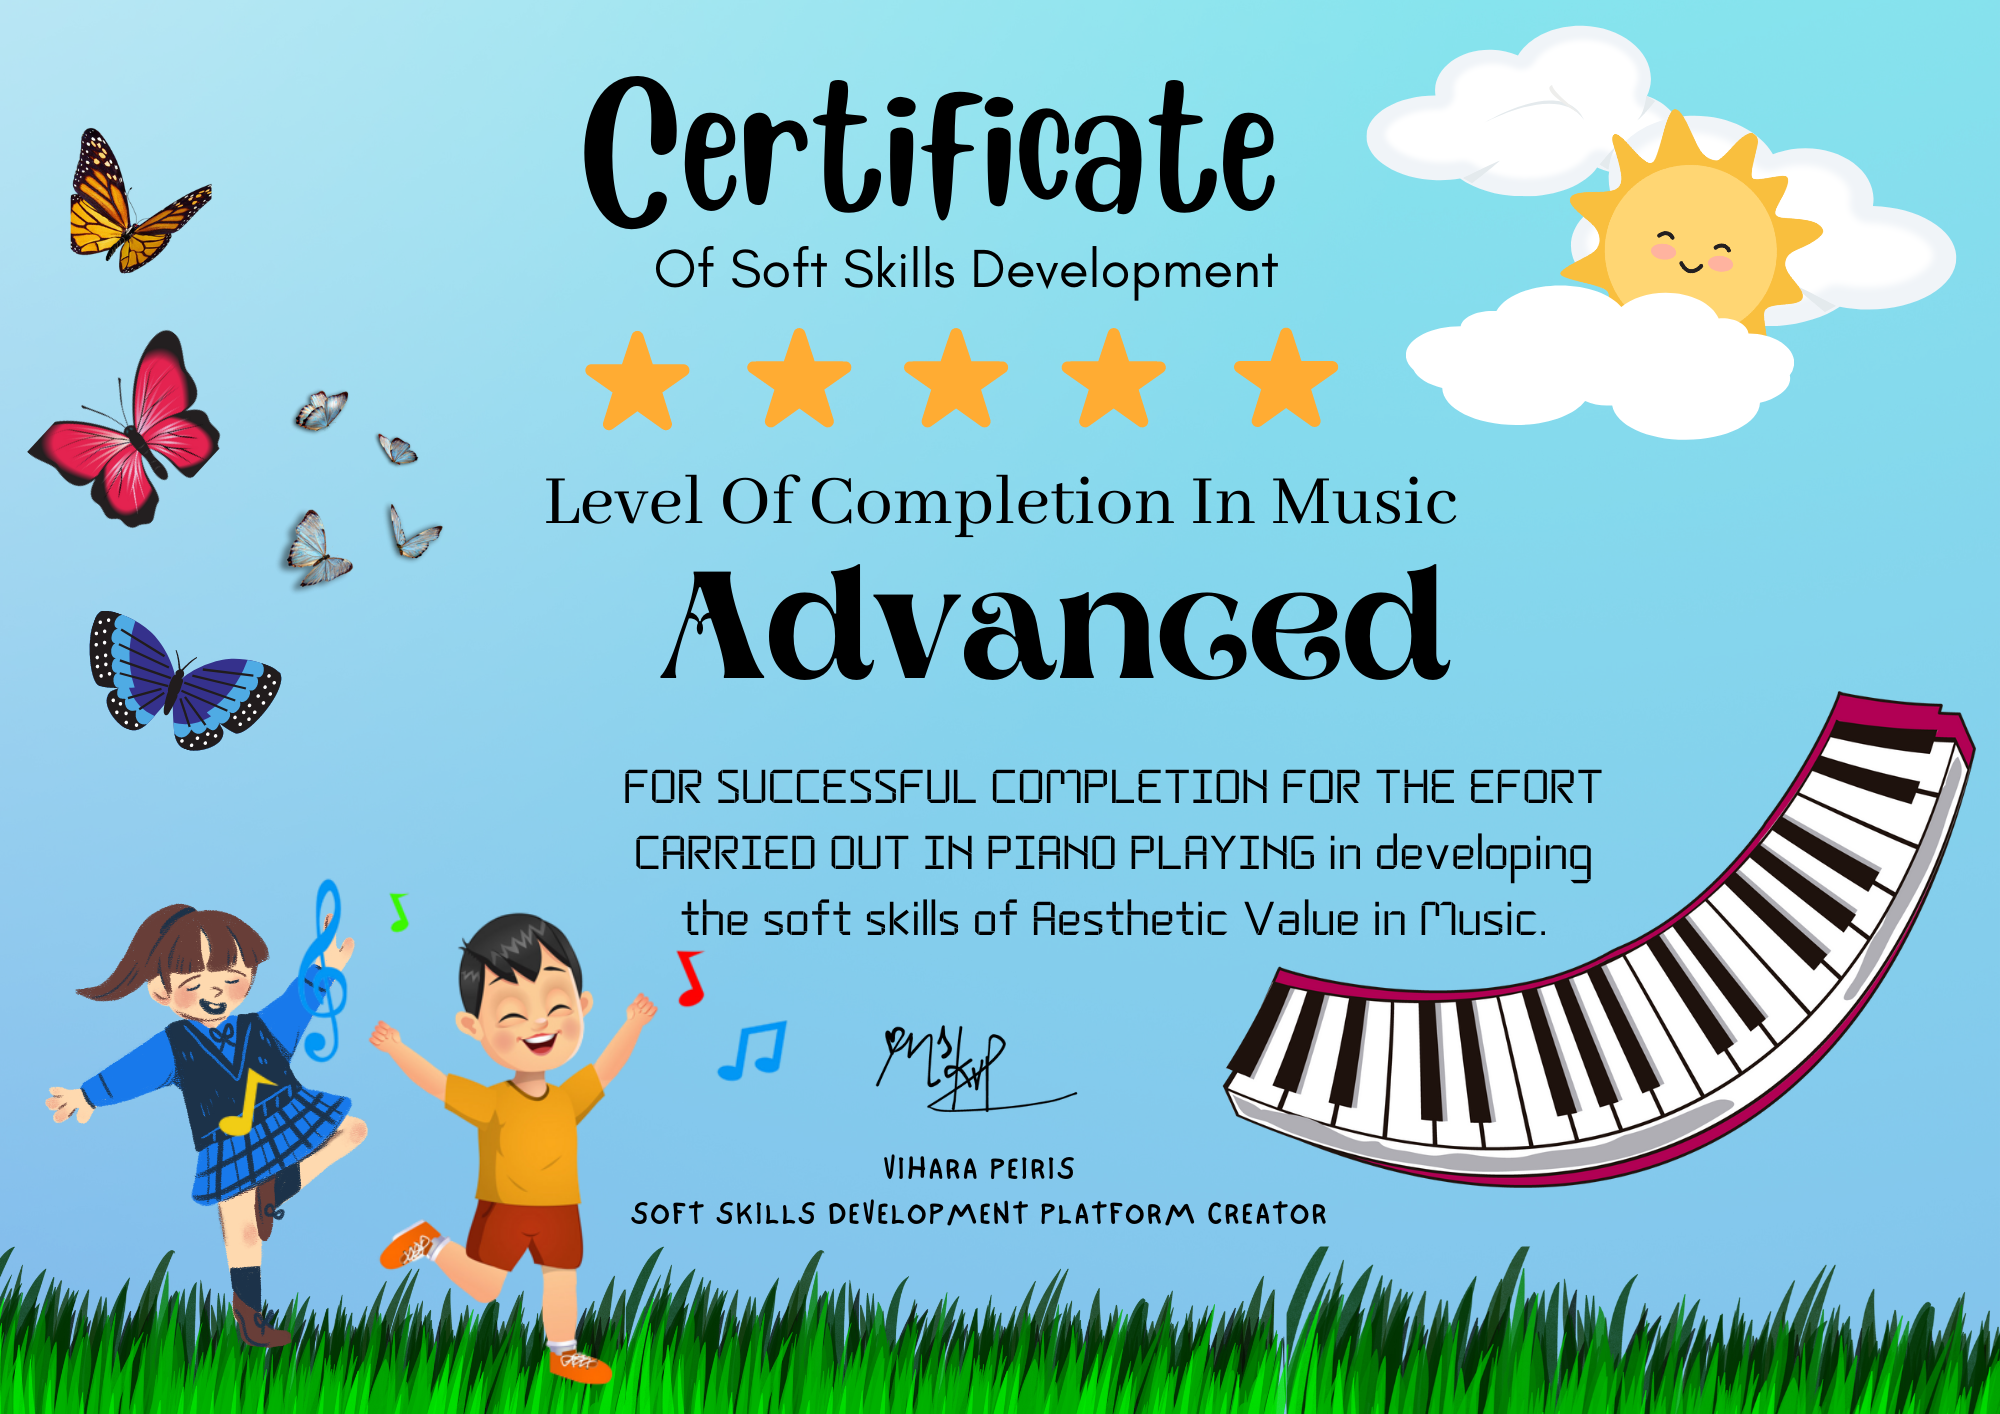 Certificate
Of Soft Skills Development
Level Of Completion In Music
Advanced
FOR SUCCESSFUL COMPLETION FOR THE EFORT
CARRIED OUT IN PIANO PLAYING in developing
the soft skills of Aesthetic Value in Music.
VIHARA PEIRIS
SOFT SKILLS DEVELOPMENT PLATFORM CREATOR